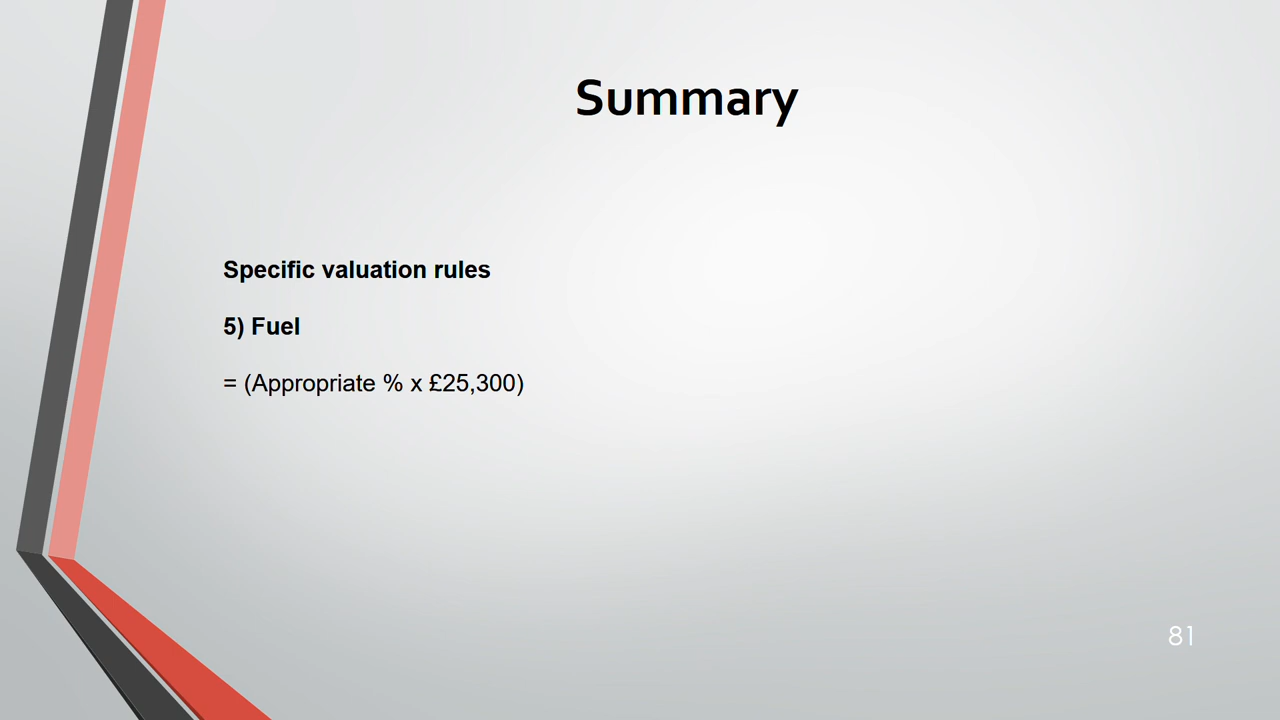 Summary
Specific valuation rules
5) Fuel
= (Appropriate % x £25,300)
81